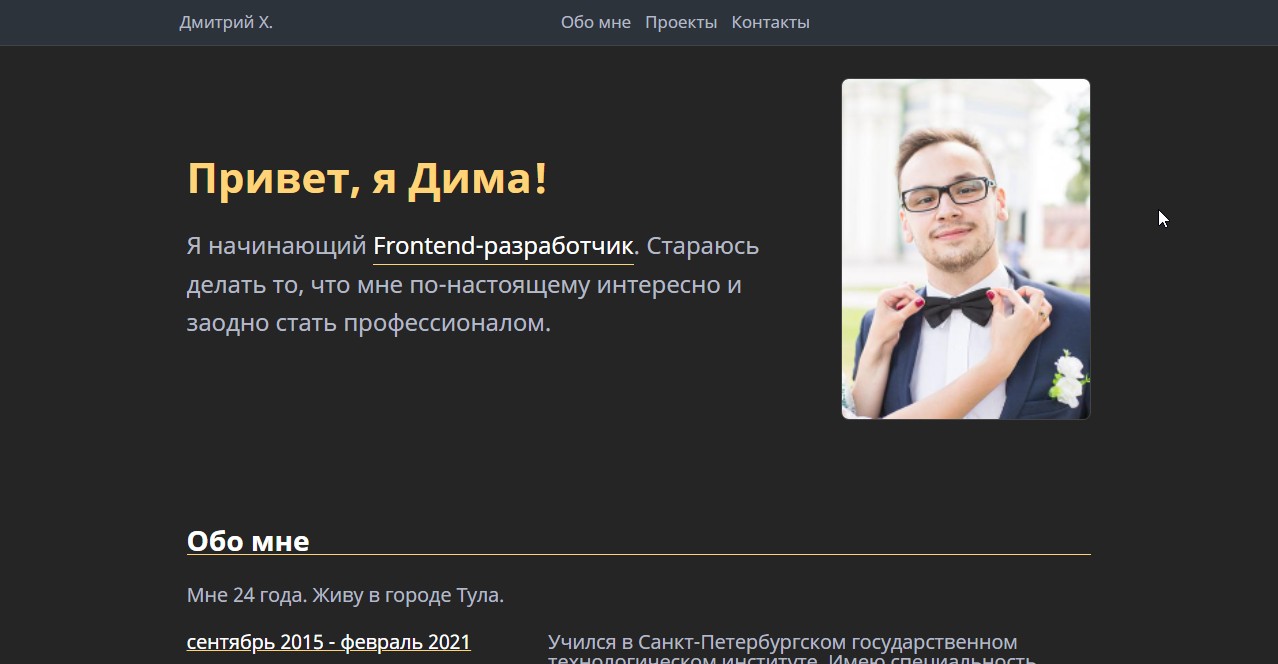 Дмитрий Х.
Обо мне Проекты Контакты
Привет, я Дима!
Я начинающий Frontend-разработчик. Стараюсь
делать то, что мне по-настоящему интересно и
заодно стать профессионалом.
Обо мне
Мне 24 года. Живу в городе Тула.
сентябрь 2015 - февраль 2021
Учился в Санкт-Петербургском государственном
технологическом институте. Имею специальность